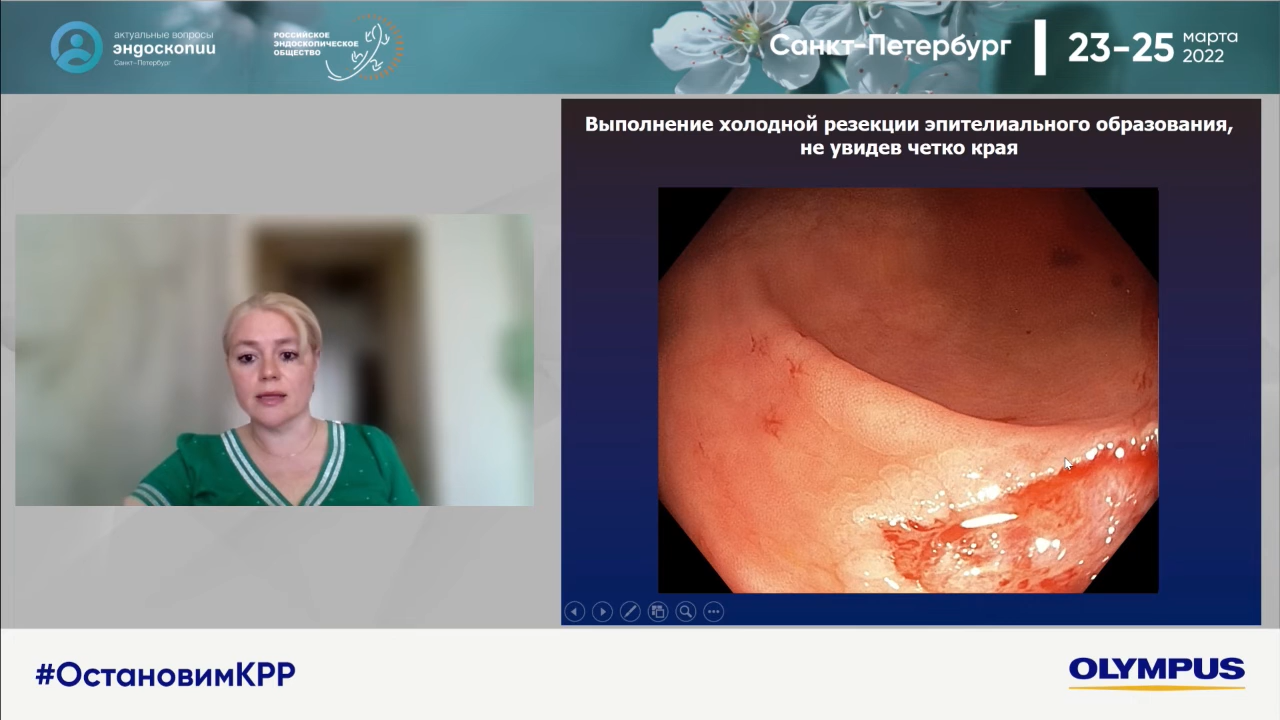 актуальные вопросы
эндоскопии
Санкт-Петербург
РОССИЙСКОЕ
ЭНДОСКОПИЧЕСКОЕ
ОБЩЕСТВО
Санкт-Петербург
23-25
марта
2022
Выполнение холодной резекции эпителиального образования,
не увидев четко края
#ОстановимКРР
OLYMPUS